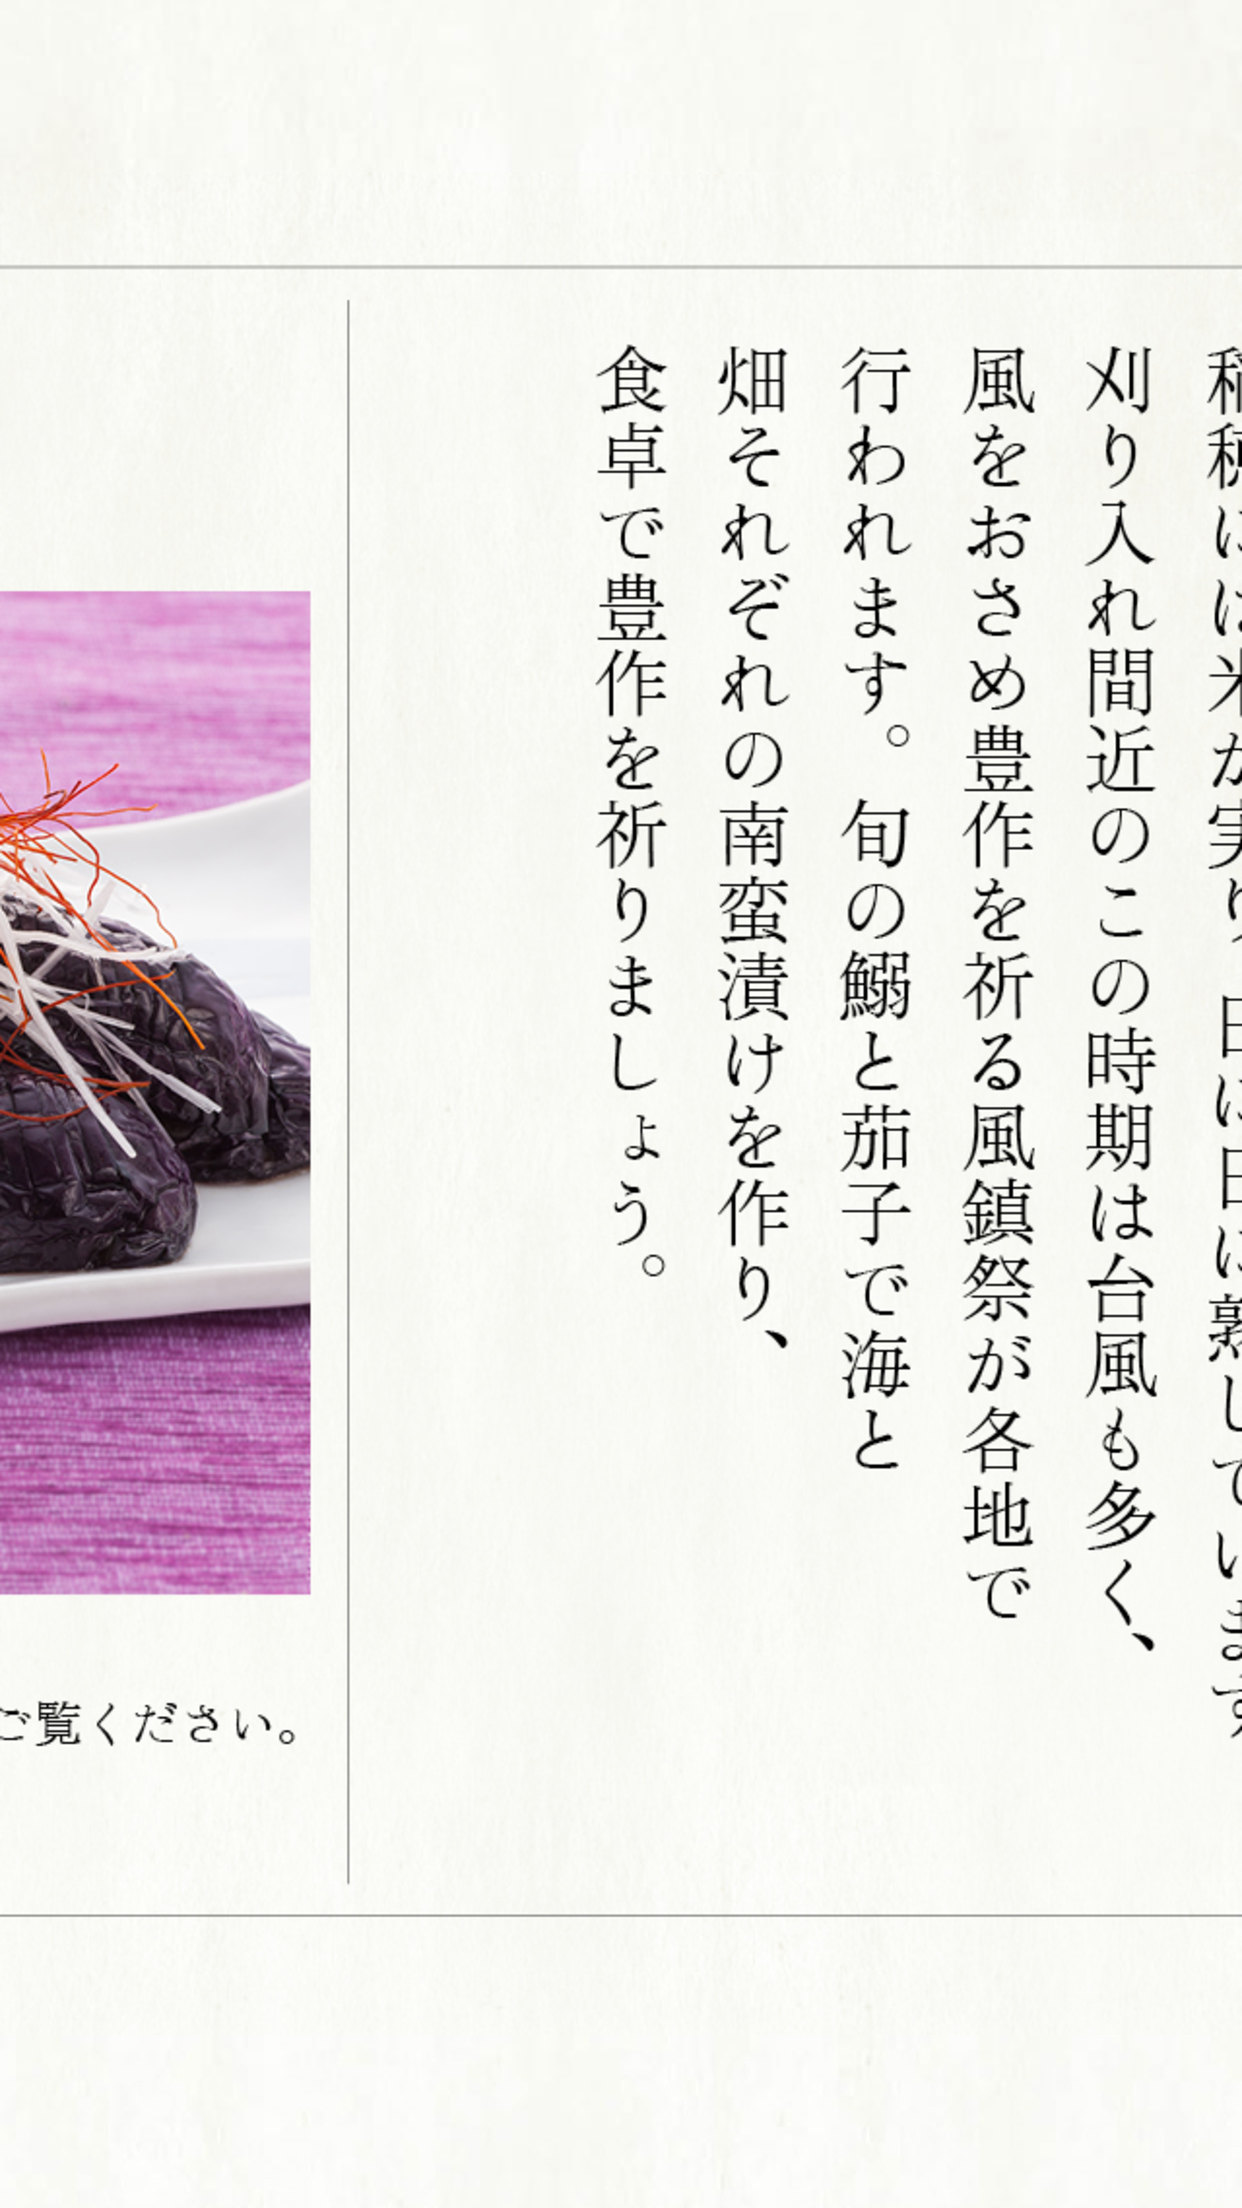 稲穂には米が実り、日に日に熟しています
刈り入れ間近のこの時期は台風も多く、
風をおさめ豊作を祈る風鎮祭が各地で
行われます。旬の鰯と茄子で海と
畑それぞれの南蛮漬けを作り、
食卓で豊作を祈りましょう。
ご覧ください。